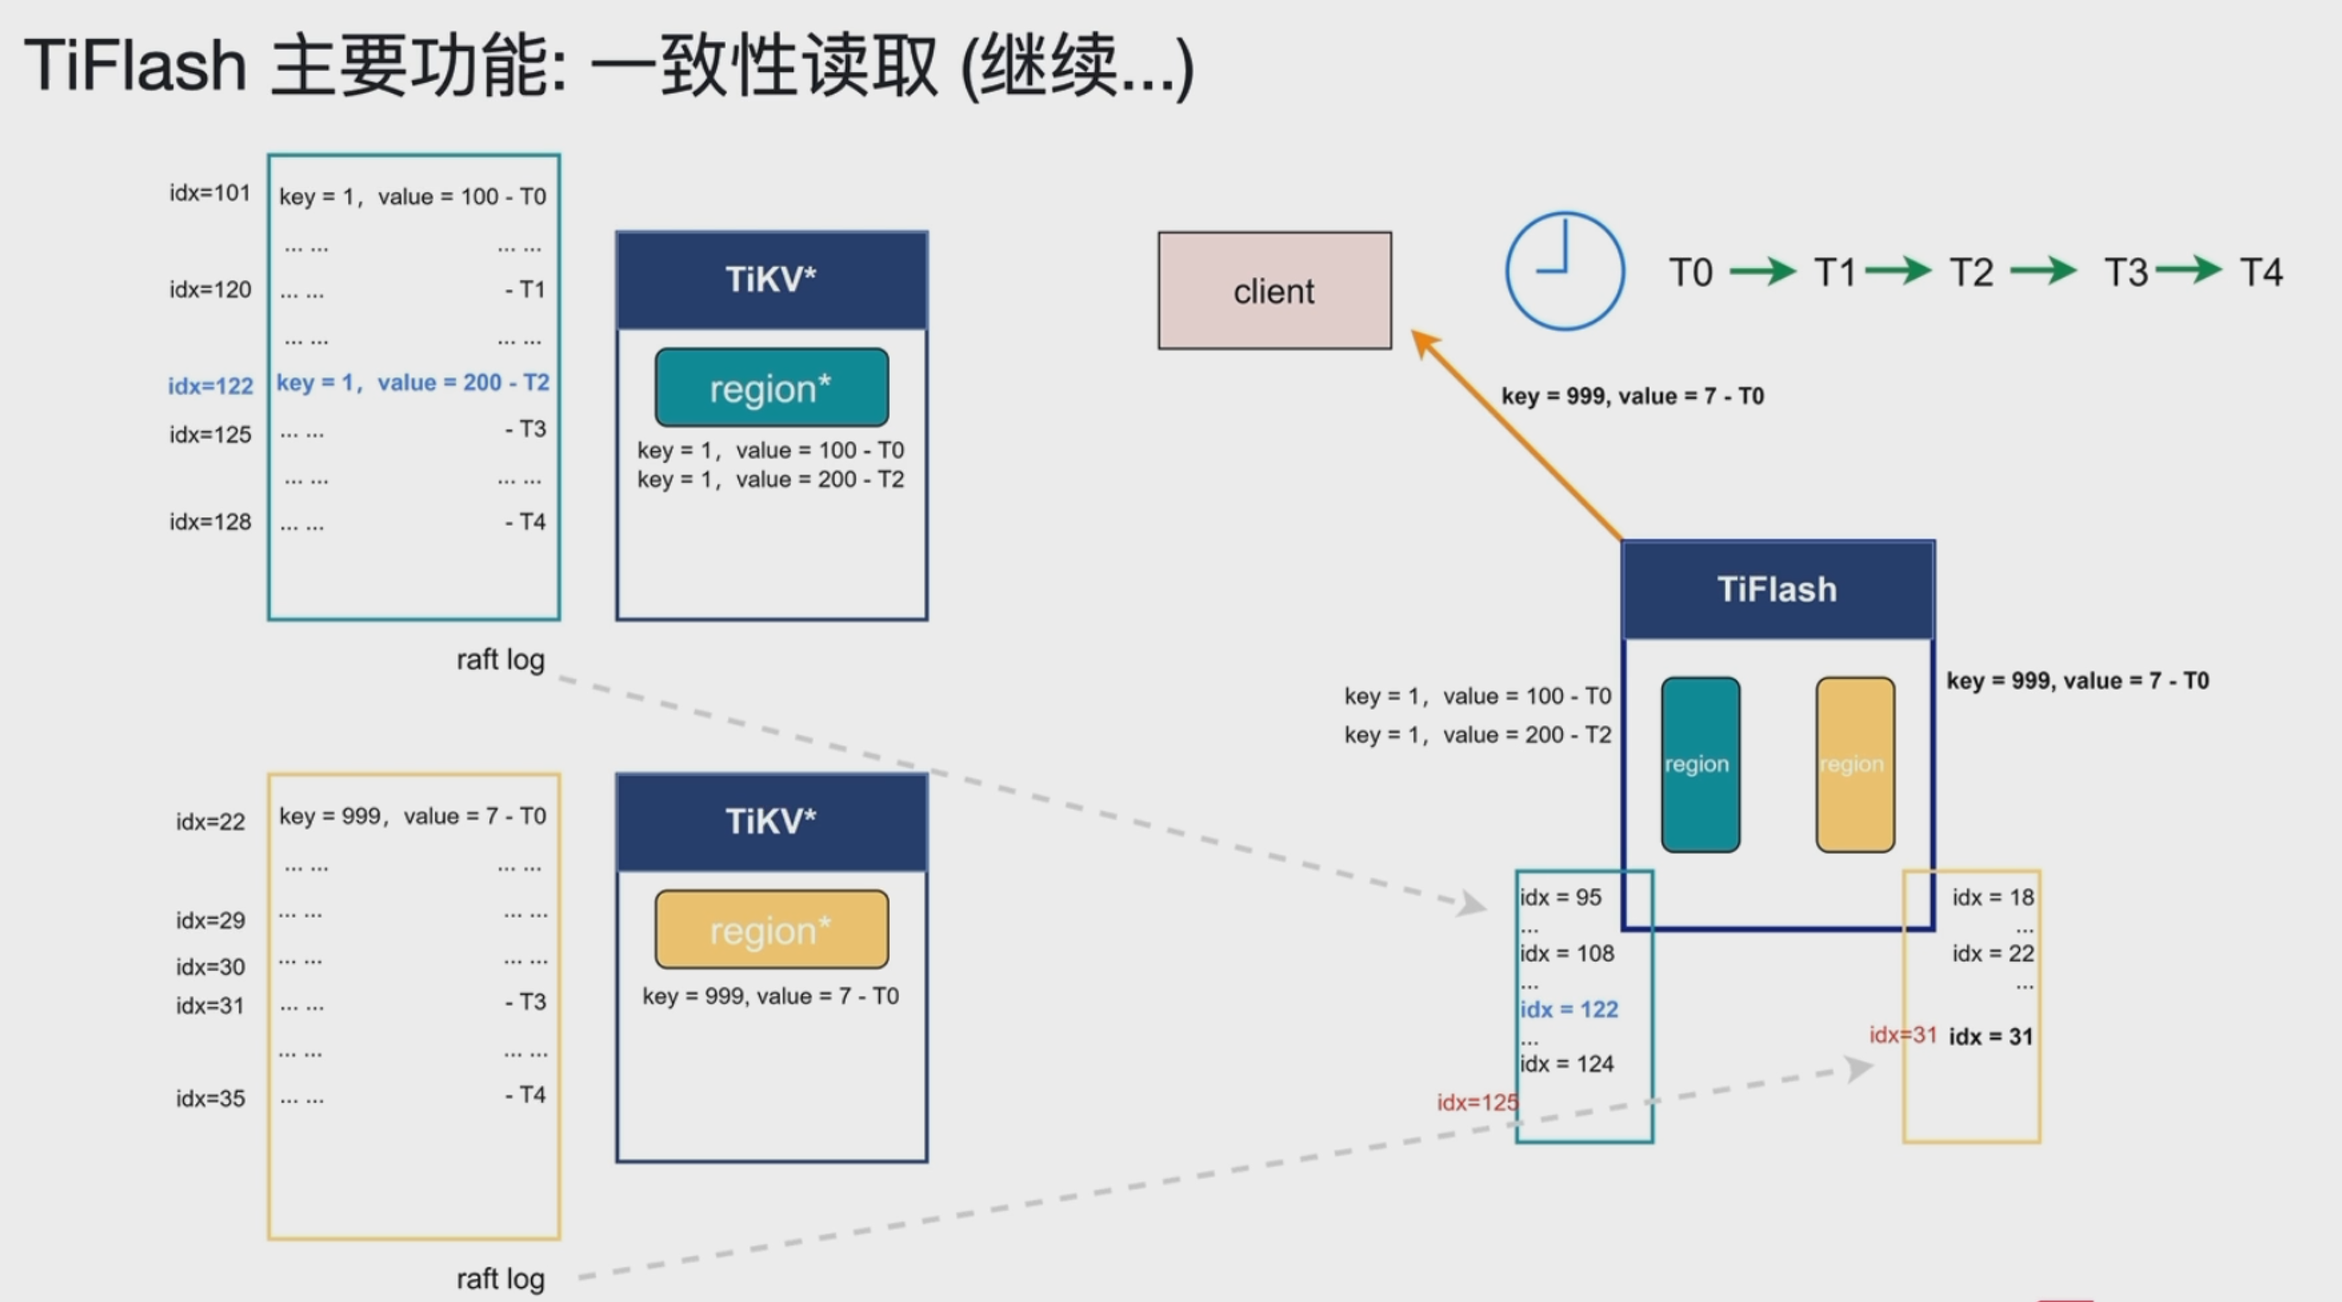 TiFlash 主要功能: 一致性读取 (继续...)
idx=101
key = 1, value = 100 - T0
... ...
... ...
idx=120
... ...
- T1
... ...
... ...
idx=122
key = 1, value = 200 - T2
idx=125
... ...
- T3
... ...
... ...
idx=128
... ...
- T4
raft log
TiKV*
region*
key = 1, value = 100 - T0
key = 1, value = 200 - T2
client
T0
T1
T2
T3
T4
key = 999, value = 7 - T0
TiFlash
key = 1, value = 100 - T0
key = 1, value = 200 - T2
region
region
key = 999, value = 7 - T0
idx = 95
...
idx = 108
...
idx = 122
...
idx = 124
idx=125
idx = 18
...
idx = 22
...
idx=31
idx = 31
idx=22
key = 999, value = 7 - T0
... ...
... ...
idx=29
... ...
... ...
idx=30
... ...
... ...
idx=31
... ...
- T3
... ...
... ...
idx=35
... ...
- T4
raft log
TiKV*
region*
key = 999, value = 7 - T0